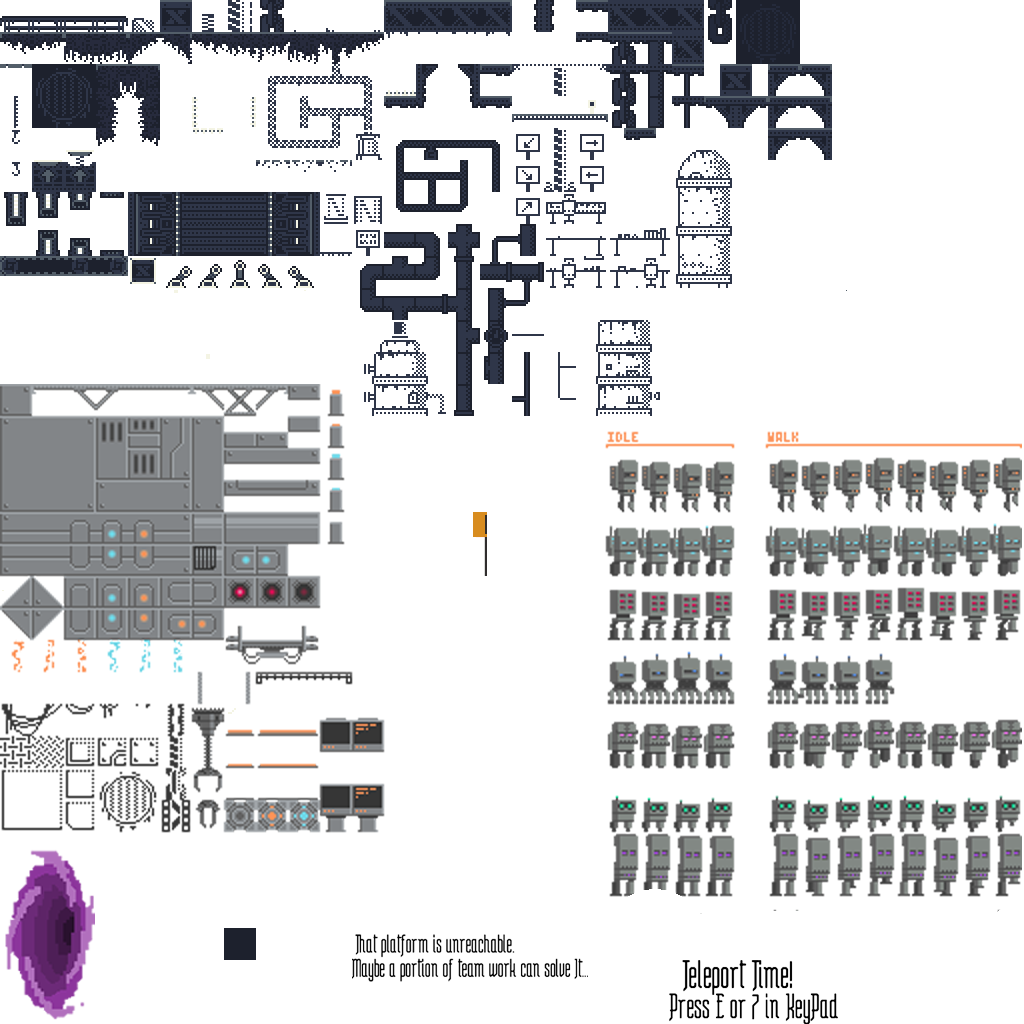 IDLE
WALK
That platform is unreachable.
Maybe a portion of team work can solve It...
Teleport Time!
Press E or 7 in KeyPad